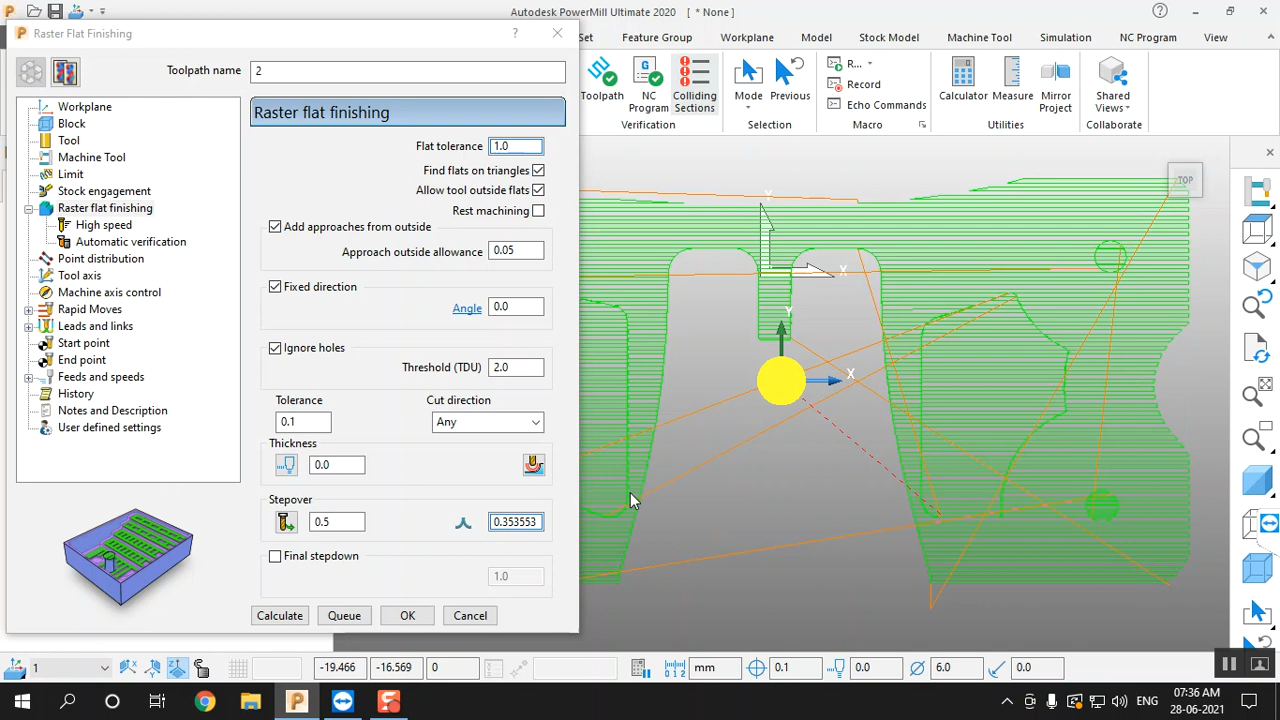 Autodesk PowerMill Ultimate 2020    [ * None ]
Raster Flat Finishing
Set
Feature Group
Workplane
Model
Stock Model
Machine Tool
Simulation
NC Program
View
Toolpath name
2
Toolpath
NC
Program
Colliding
Sections
Mode
Previous
R...
Record
Echo Commands
Calculator
Measure
Mirror
Project
Shared
Views
Verification
Selection
Macro
Utilities
Collaborate
Workplane
Block
Tool
Machine Tool
Limit
Stock engagement
Raster flat finishing
High speed
Automatic verification
Point distribution
Tool axis
Machine axis control
Rapid Moves
Leads and links
Start point
End point
Feeds and speeds
History
Notes and Description
User defined settings
Raster flat finishing
Flat tolerance
1.0
Find flats on triangles
Allow tool outside flats
Rest machining
Add approaches from outside
Approach outside allowance
0.05
Fixed direction
Angle
0.0
Ignore holes
Threshold (TDU)
2.0
Tolerance
Cut direction
0.1
Any
Thickness
0.0
Stepover
0.5
0.353553
Final stepdown
1.0
Calculate
Queue
OK
Cancel
TOP
X
Y
X
1
-19.466
-16.569
0
mm
0.1
0.0
6.0
0.0
ENG
07:36 AM
28-06-2021